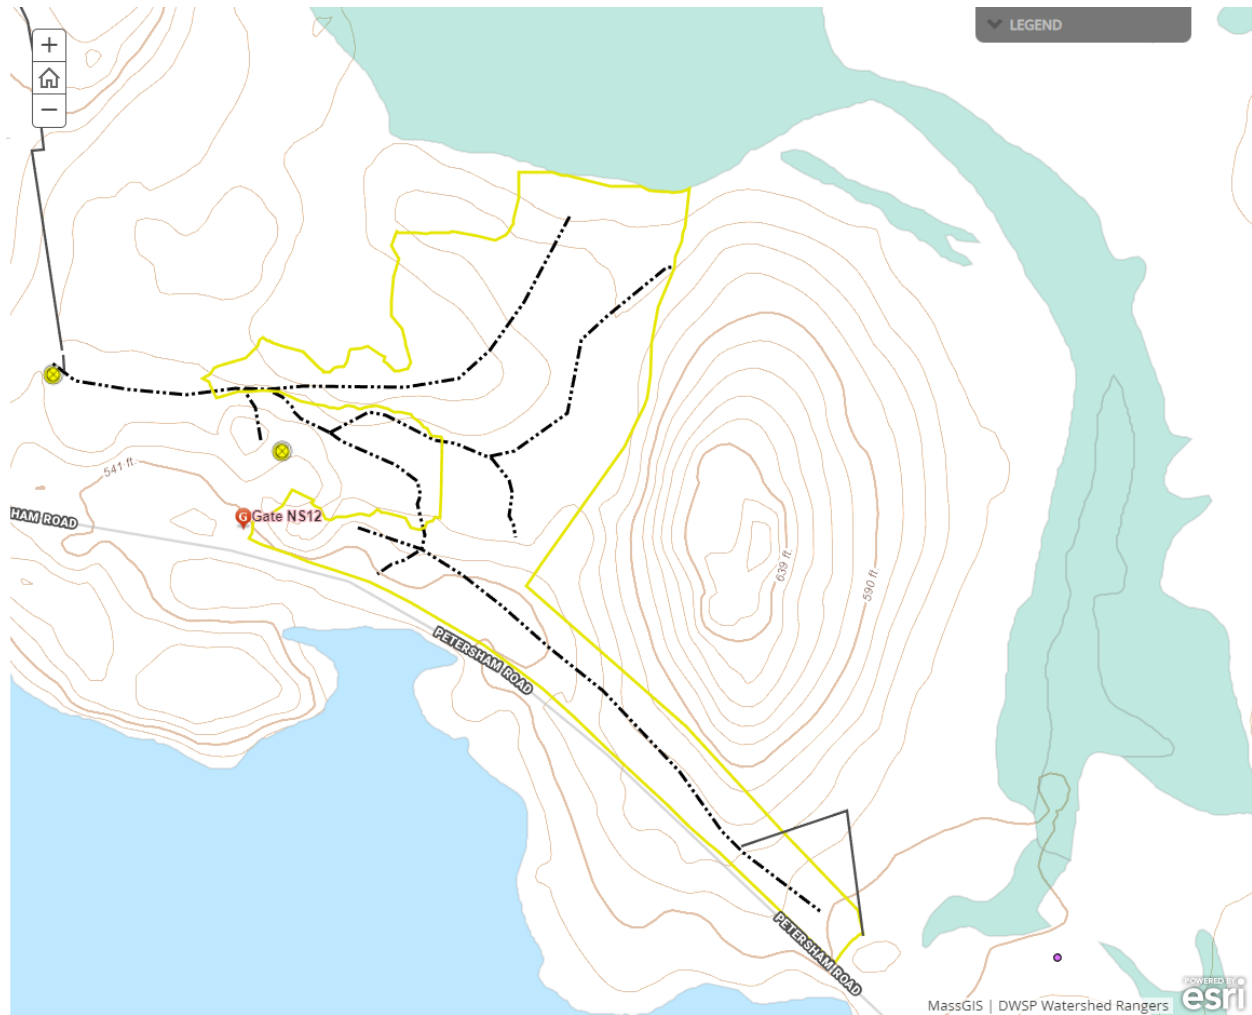 +
LEGEND
−
541 ft.
HAM ROAD
G
Gate NS12
639 ft.
590 ft.
PETERSHAM ROAD
PETERSHAM ROAD
MassGIS | DWSP Watershed Rangers
POWERED BY
esri